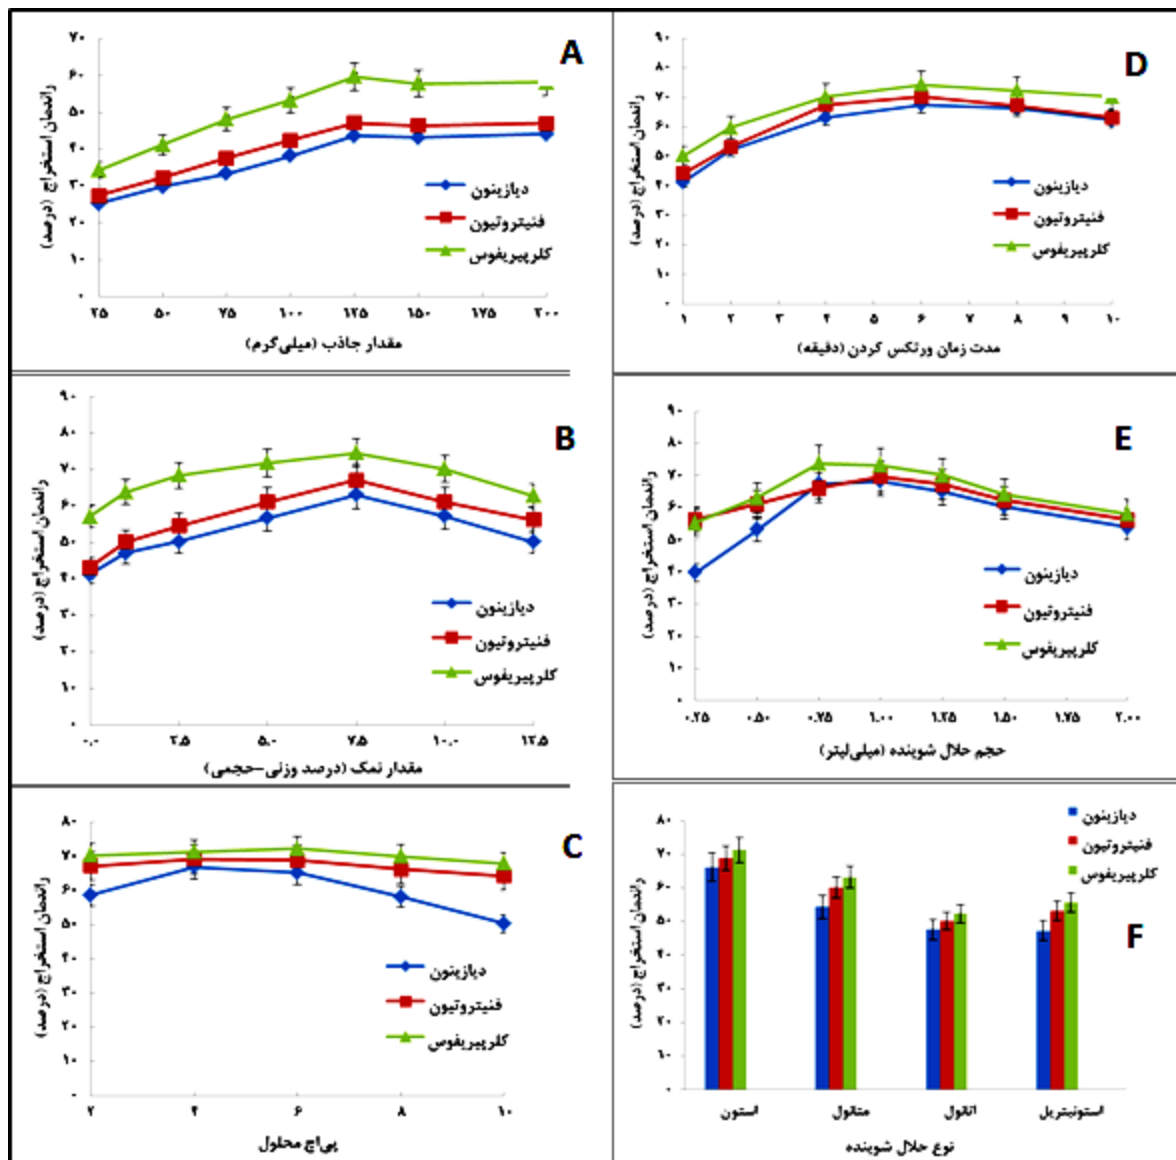 A
راندمان استخراج (درصد)
۷۰
۶۰
۵۰
۴۰
۳۰
۲۰
۱۰
۰
۲۵ ۵۰ ۷۵ ۱۰۰ ۱۲۵ ۱۵۰ ۱۷۵ ۲۰۰
دیازینون
فنیتروتیون
کلرپیریفوس
مقدار جاذب (میلی‌گرم)
B
راندمان استخراج (درصد)
۹۰
۸۰
۷۰
۶۰
۵۰
۴۰
۳۰
۲۰
۱۰
۰
۰.۰ ۲.۵ ۵.۰ ۷.۵ ۱۰.۰ ۱۲.۵
دیازینون
فنیتروتیون
کلرپیریفوس
مقدار نمک (درصد وزنی-حجمی)
C
راندمان استخراج (درصد)
۸۰
۷۰
۶۰
۵۰
۴۰
۳۰
۲۰
۱۰
۰
۲ ۴ ۶ ۸ ۱۰
دیازینون
فنیتروتیون
کلرپیریفوس
پی‌اچ محلول
D
راندمان استخراج (درصد)
۹۰
۸۰
۷۰
۶۰
۵۰
۴۰
۳۰
۲۰
۱۰
۰
۱ ۲ ۳ ۴ ۵ ۶ ۷ ۸ ۹ ۱۰
دیازینون
فنیتروتیون
کلرپیریفوس
مدت زمان ورتکس کردن (دقیقه)
E
راندمان استخراج (درصد)
۹۰
۸۰
۷۰
۶۰
۵۰
۴۰
۳۰
۲۰
۱۰
۰
۰.۲۵ ۰.۵۰ ۰.۷۵ ۱.۰۰ ۱.۲۵ ۱.۵۰ ۱.۷۵ ۲.۰۰
دیازینون
فنیتروتیون
کلرپیریفوس
حجم حلال شوینده (میلی‌لیتر)
F
راندمان استخراج (درصد)
۸۰
۷۰
۶۰
۵۰
۴۰
۳۰
۲۰
۱۰
۰
دیازینون
فنیتروتیون
کلرپیریفوس
استون متانول اتانول استونیتریل
نوع حلال شوینده